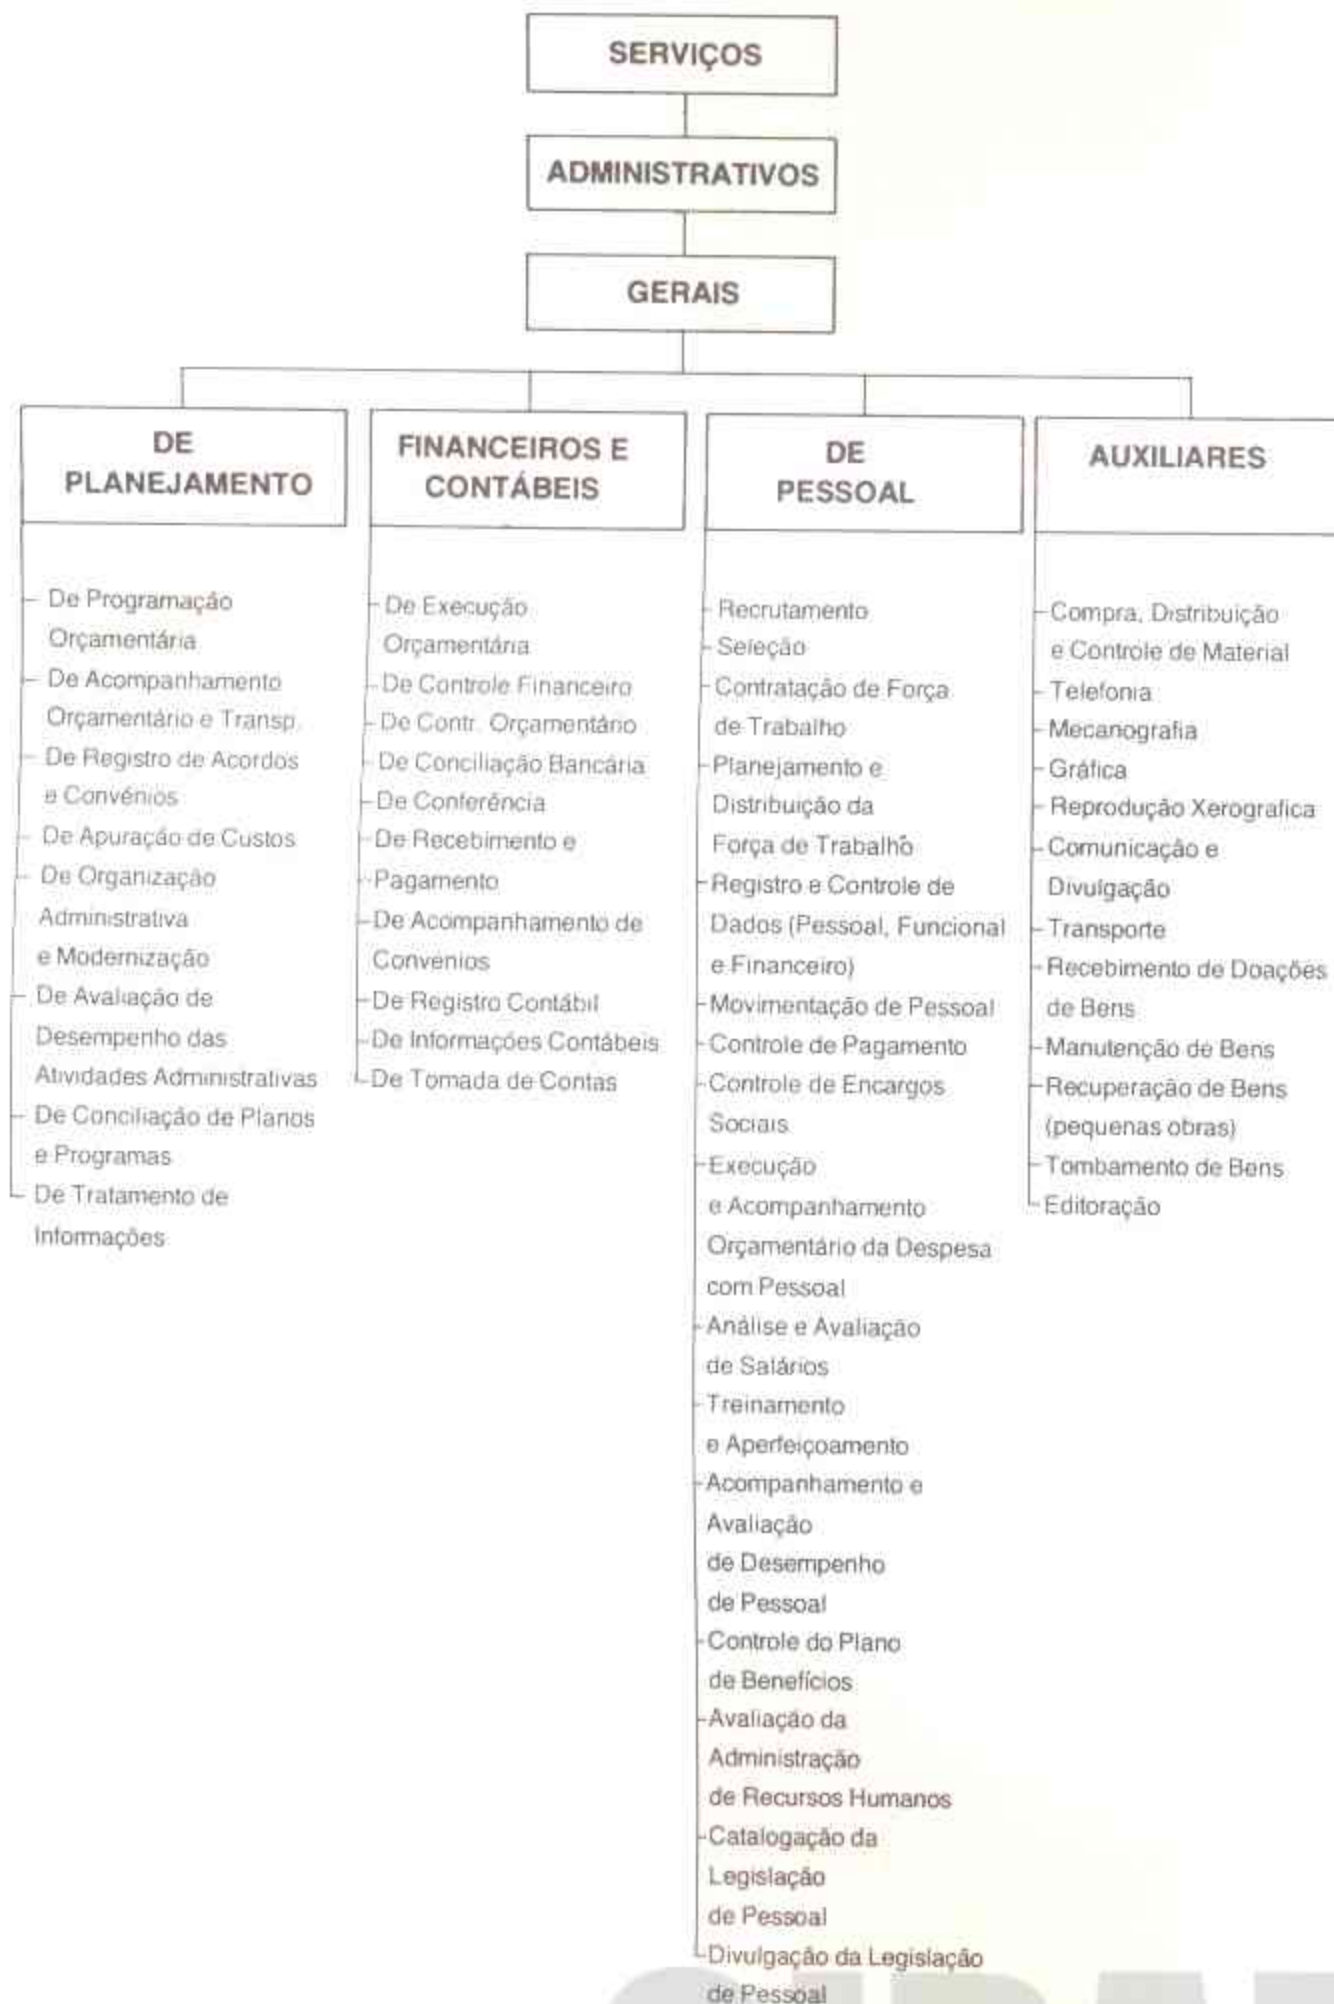 SERVIÇOS
ADMINISTRATIVOS
GERAIS
DE
PLANEJAMENTO
De Programação
Orçamentária
De Acompanhamento
Orçamentário e Transp.
De Registro de Acordos
e Convênios
De Apuração de Custos
De Organização
Administrativa
e Modernização
De Avaliação de
Desempenho das
Atividades Administrativas
De Conciliação de Planos
e Programas
De Tratamento de
Informações
FINANCEIROS E
CONTÁBEIS
De Execução
Orçamentária
De Controle Financeiro
De Contr. Orçamentário
De Conciliação Bancária
De Conferência
De Recebimento e
Pagamento
De Acompanhamento de
Convênios
De Registro Contábil
De Informações Contábeis
De Tomada de Contas
DE
PESSOAL
Recrutamento
Seleção
Contratação de Força
de Trabalho
Planejamento e
Distribuição da
Força de Trabalho
Registro e Controle de
Dados (Pessoal, Funcional
e Financeiro)
Movimentação de Pessoal
Controle de Pagamento
Controle de Encargos
Sociais
Execução
e Acompanhamento
Orçamentário da Despesa
com Pessoal
Análise e Avaliação
de Salários
Treinamento
e Aperfeiçoamento
Acompanhamento e
Avaliação
de Desempenho
de Pessoal
Controle do Plano
de Benefícios
Avaliação da
Administração
de Recursos Humanos
Catalogação da
Legislação
de Pessoal
Divulgação da Legislação
de Pessoal
AUXILIARES
Compra, Distribuição
e Controle de Material
Telefonia
Mecanografia
Gráfica
Reprodução Xerografica
Comunicação e
Divulgação
Transporte
Recebimento de Doações
de Bens
Manutenção de Bens
Recuperação de Bens
(pequenas obras)
Tombamento de Bens
Editoração